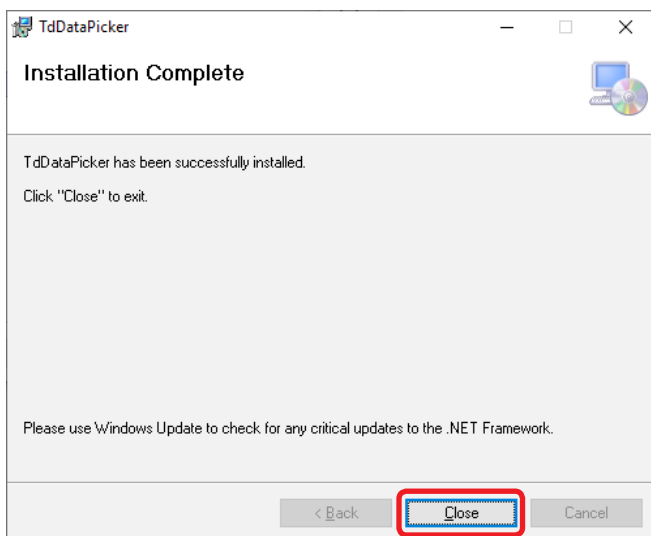 TdDataPicker
Installation Complete
TdDataPicker has been successfully installed.
Click "Close" to exit.
Please use Windows Update to check for any critical updates to the .NET Framework.
< Back
Close
Cancel